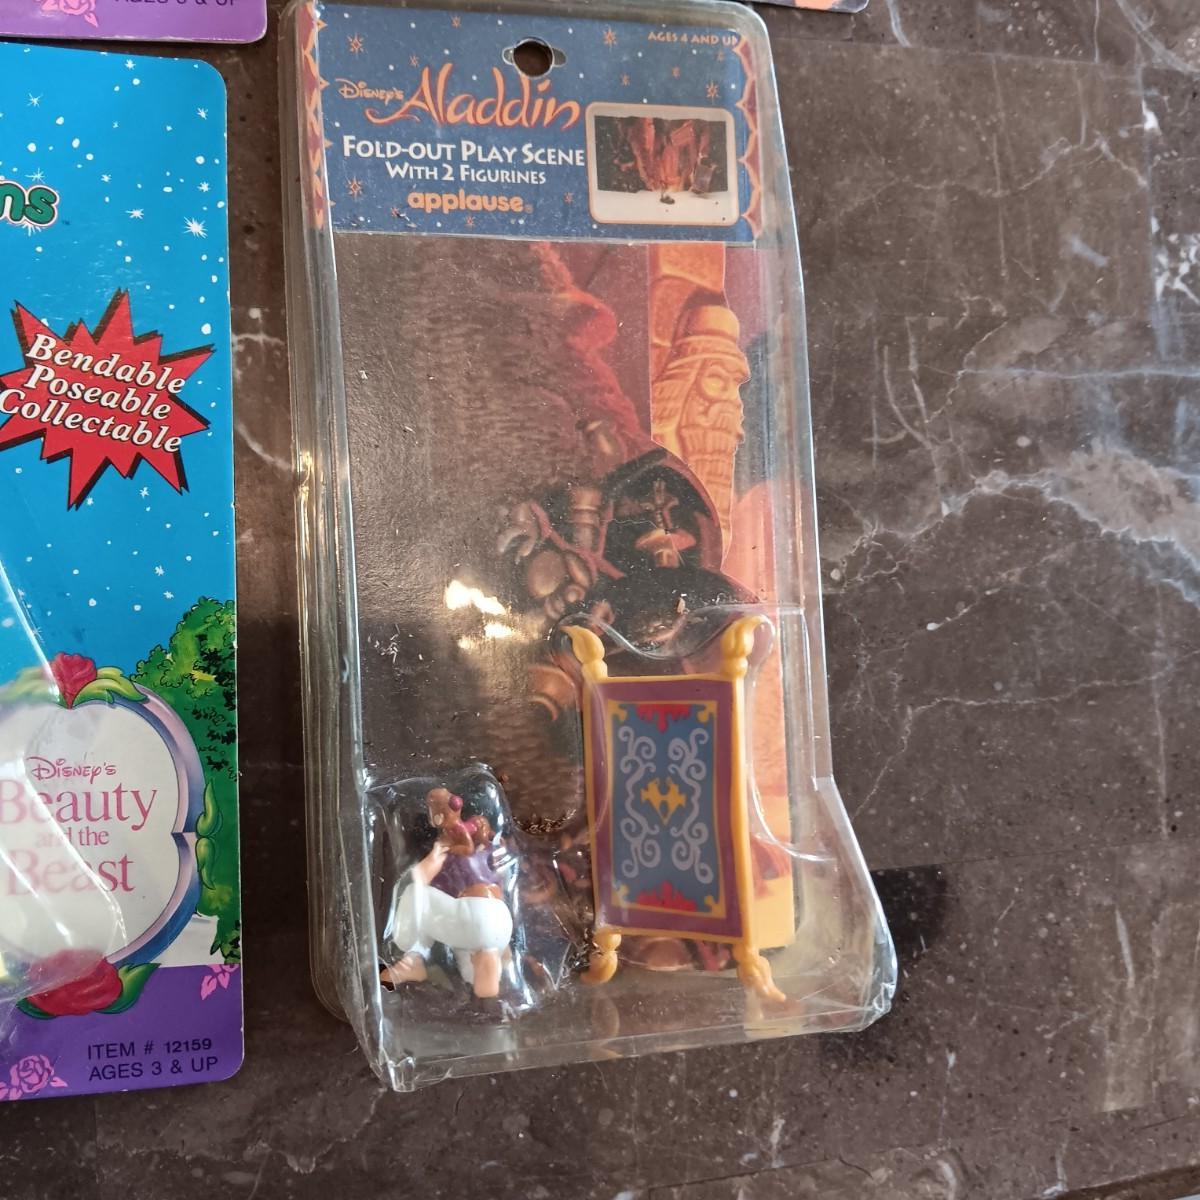 AGES 4 AND UP
DISNEY'S
Aladdin
FOLD-OUT PLAY SCENE
WITH 2 FIGURINES
applause®
ns™
Bendable
Poseable
Collectable
DISNEY'S
Beauty
and the
Beast
ITEM # 12159
AGES 3 & UP